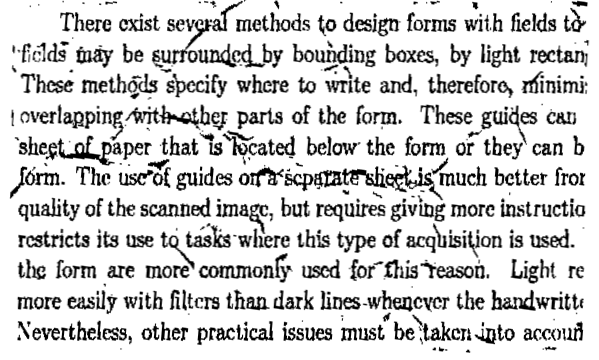 There exist several methods to design forms with fields to
fields may be surrounded by bounding boxes, by light rectan
These methods specify where to write and, therefore, minimi
overlapping with other parts of the form. These guides can
sheet of paper that is located below the form or they can b
form. The use of guides on a separate sheet is much better fror
quality of the scanned image, but requires giving more instructio
restricts its use to tasks where this type of acquisition is used.
the form are more commonly used for this reason. Light re
more easily with filters than dark lines whenever the handwritt
Nevertheless, other practical issues must be taken into accoun